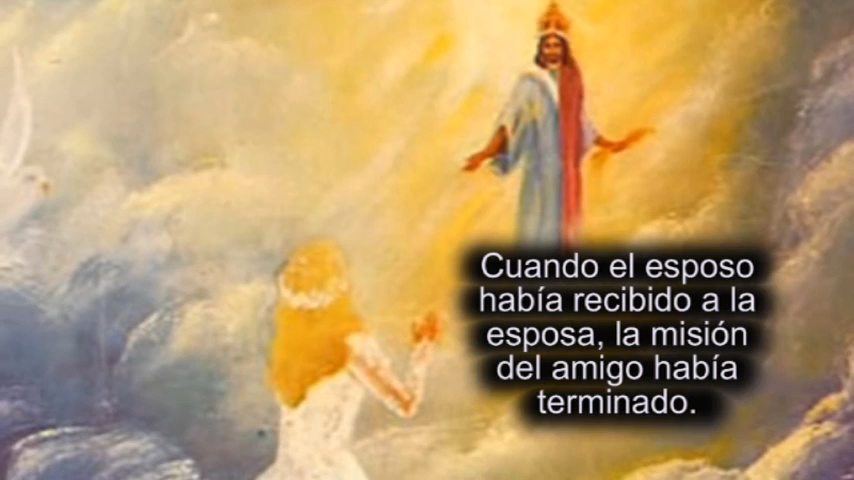 Cuando el esposo
había recibido a la
esposa, la misión
del amigo había
terminado.